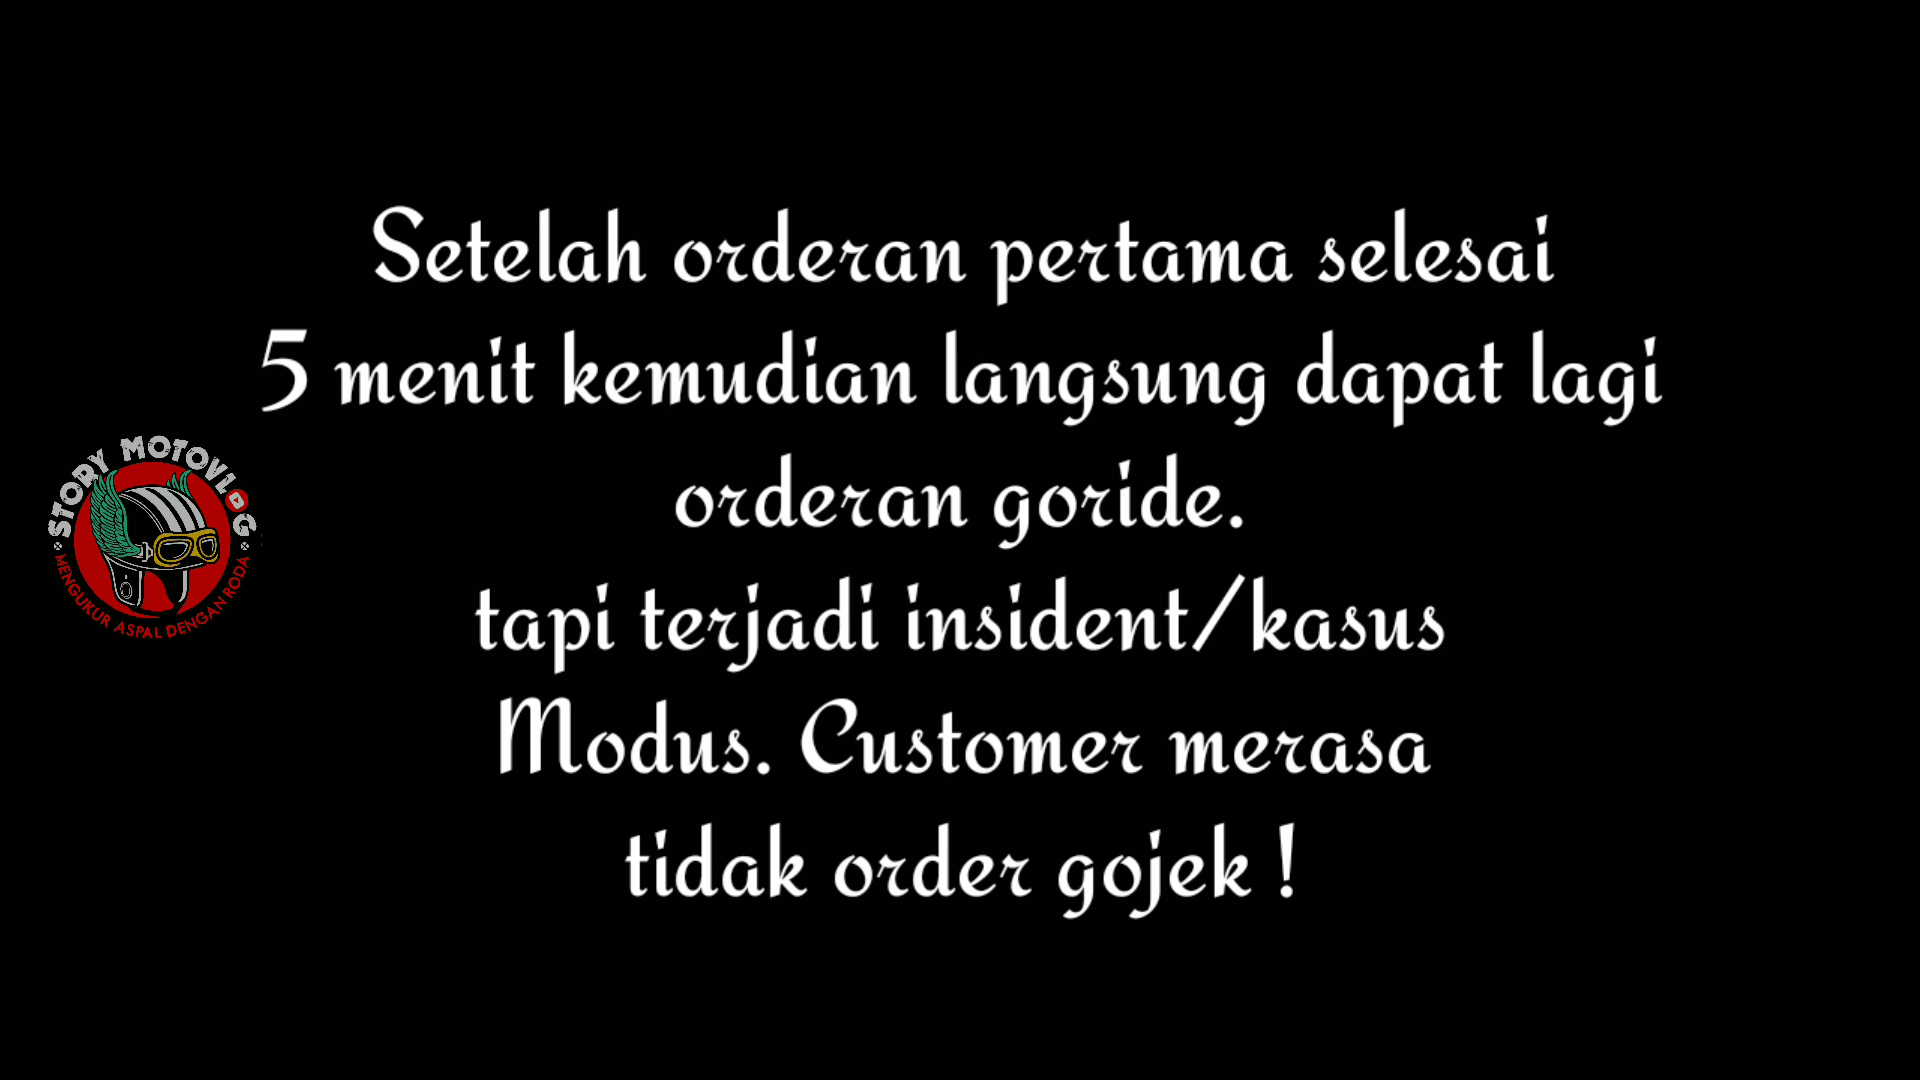 Setelah orderan pertama selesai
5 menit kemudian langsung dapat lagi
orderan goride.
tapi terjadi insident/kasus
Modus. Customer merasa
tidak order gojek !
STORY MOTOVLOG
MENGUKUR ASPAL DENGAN RODA